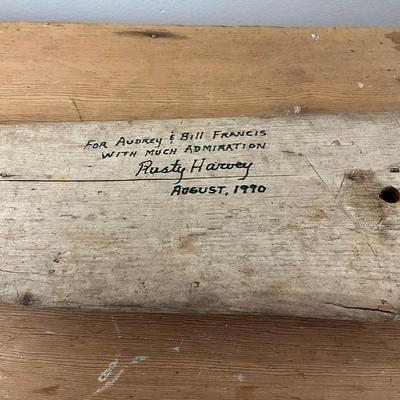 FOR AUDREY & BILL FRANCIS
WITH MUCH ADMIRATION
Rusty Harvey
AUGUST, 1990